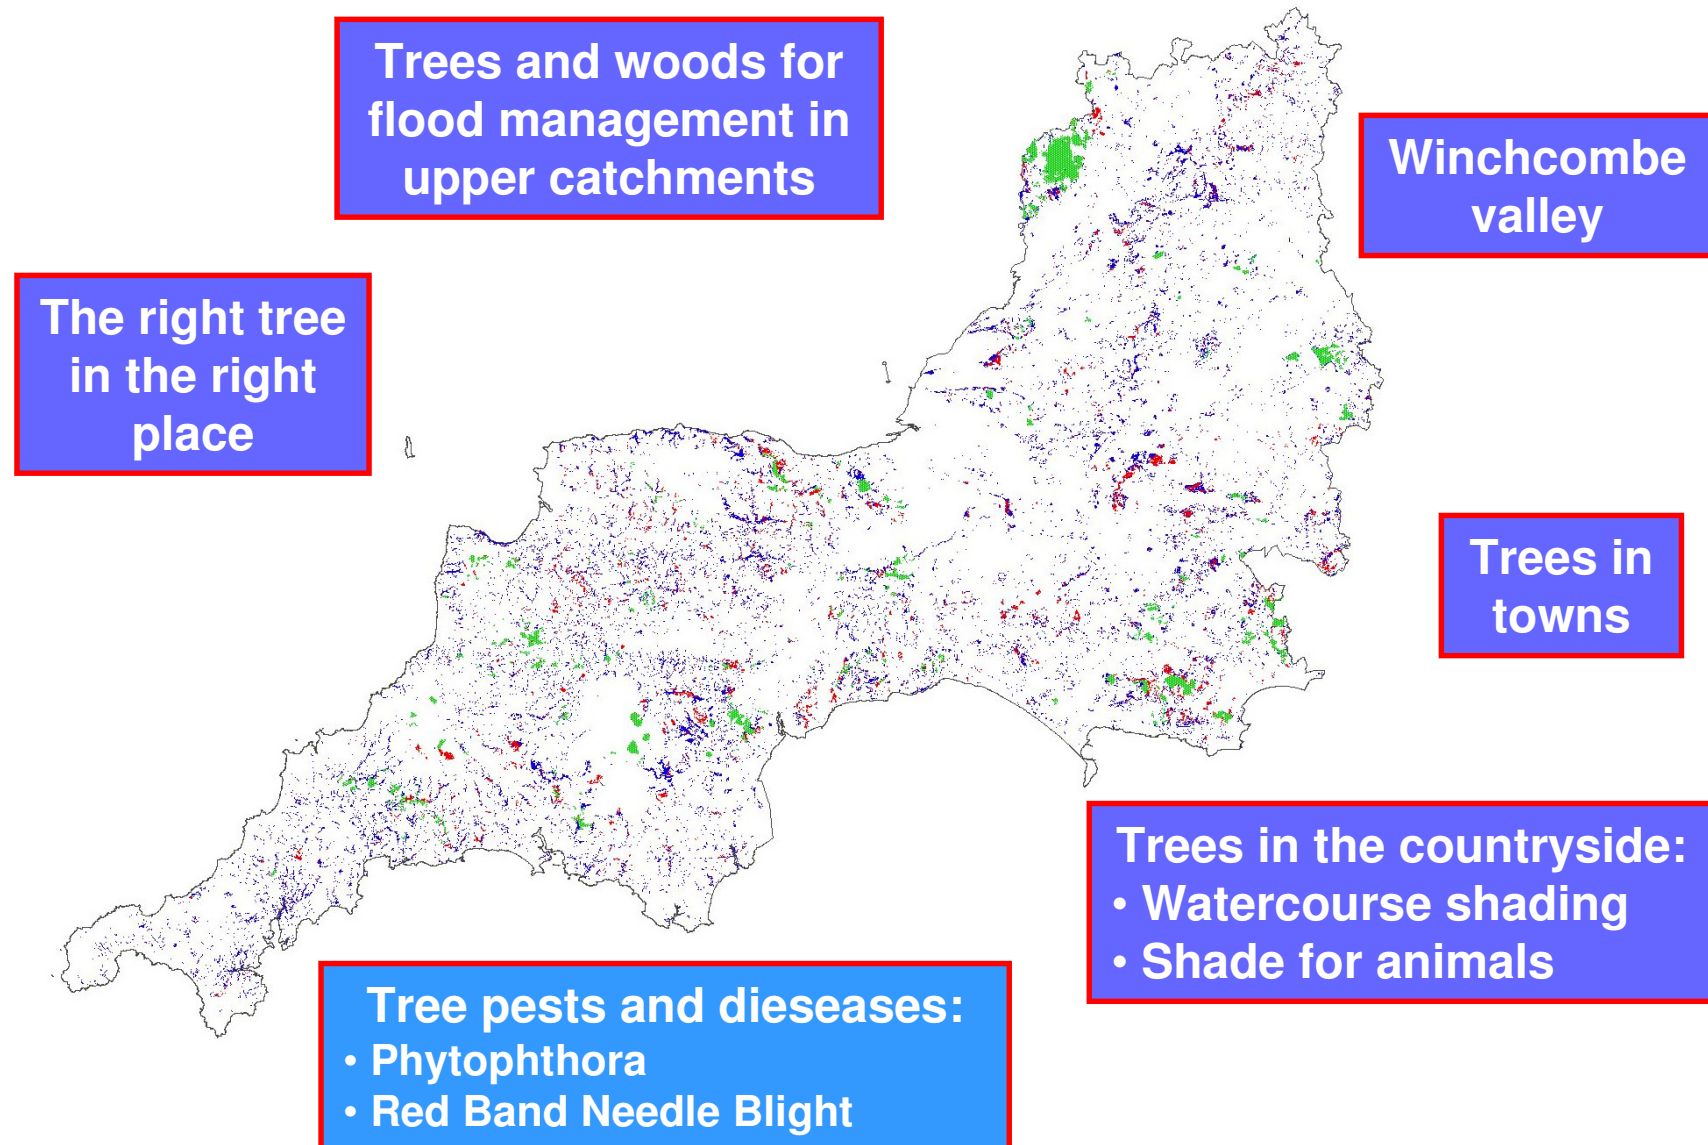 Trees and woods for
flood management in
upper catchments
Winchcombe
valley
The right tree
in the right
place
Trees in
towns
Trees in the countryside:
• Watercourse shading
• Shade for animals
Tree pests and dieseases:
• Phytophthora
• Red Band Needle Blight